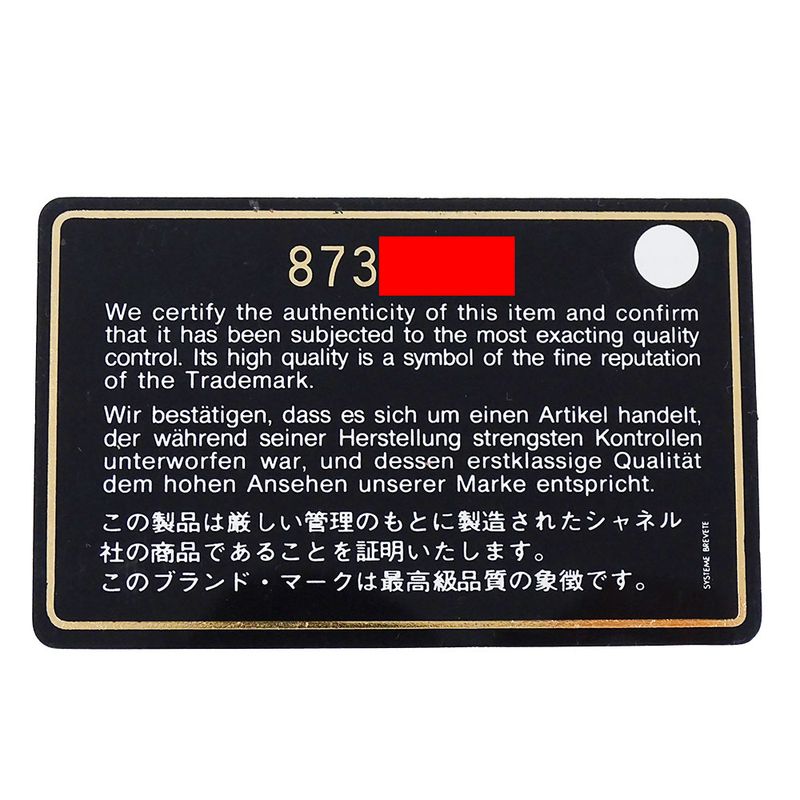 873
We certify the authenticity of this item and confirm
that it has been subjected to the most exacting quality
control. Its high quality is a symbol of the fine reputation
of the Trademark.
Wir bestätigen, dass es sich um einen Artikel handelt,
der während seiner Herstellung strengsten Kontrollen
unterworfen war, und dessen erstklassige Qualität
dem hohen Ansehen unserer Marke entspricht.
この製品は厳しい管理のもとに製造されたシャネル
社の商品であることを証明いたします。
このブランド・マークは最高級品質の象徴です。
SYSTEME BREVETE